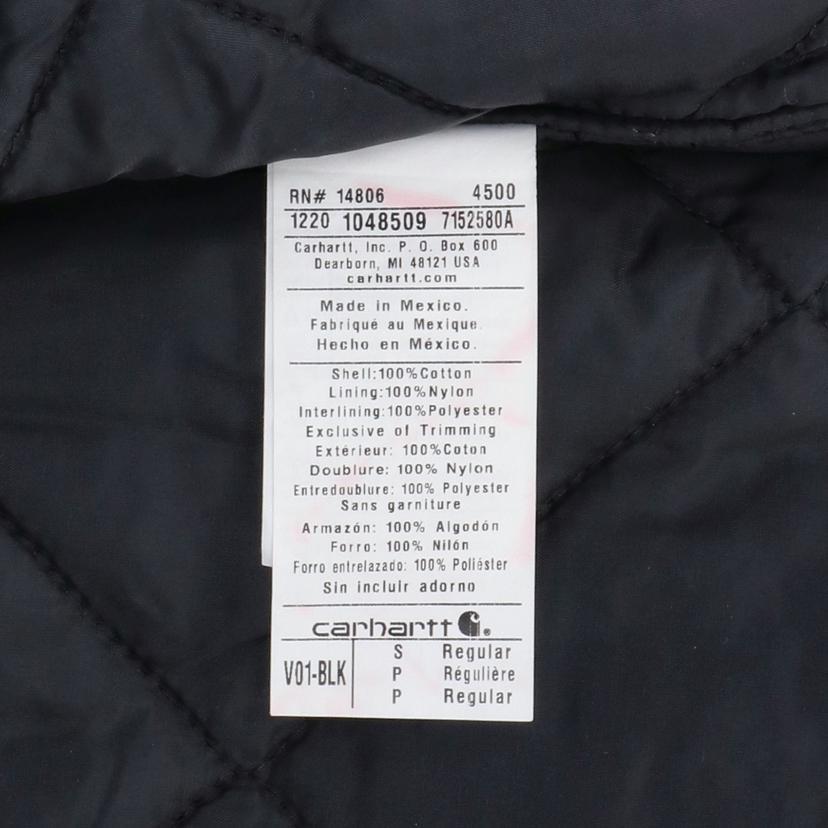 RN# 14806 4500
1220 1048509 7152580A
Carhartt, Inc. P. O. Box 600
Dearborn, MI 48121 USA
carhartt.com
Made in Mexico.
Fabriqué au Mexique.
Hecho en México.
Shell:100%Cotton
Lining:100%Nylon
Interlining:100%Polyester
Exclusive of Trimming
Extérieur: 100%Coton
Doublure: 100% Nylon
Entredoublure: 100% Polyester
Sans garniture
Armazón: 100% Algodón
Forro: 100% Nilón
Forro entrelazado: 100% Poliéster
Sin incluir adorno
carhartt ®
V01-BLK
S Regular
P Régulière
P Regular